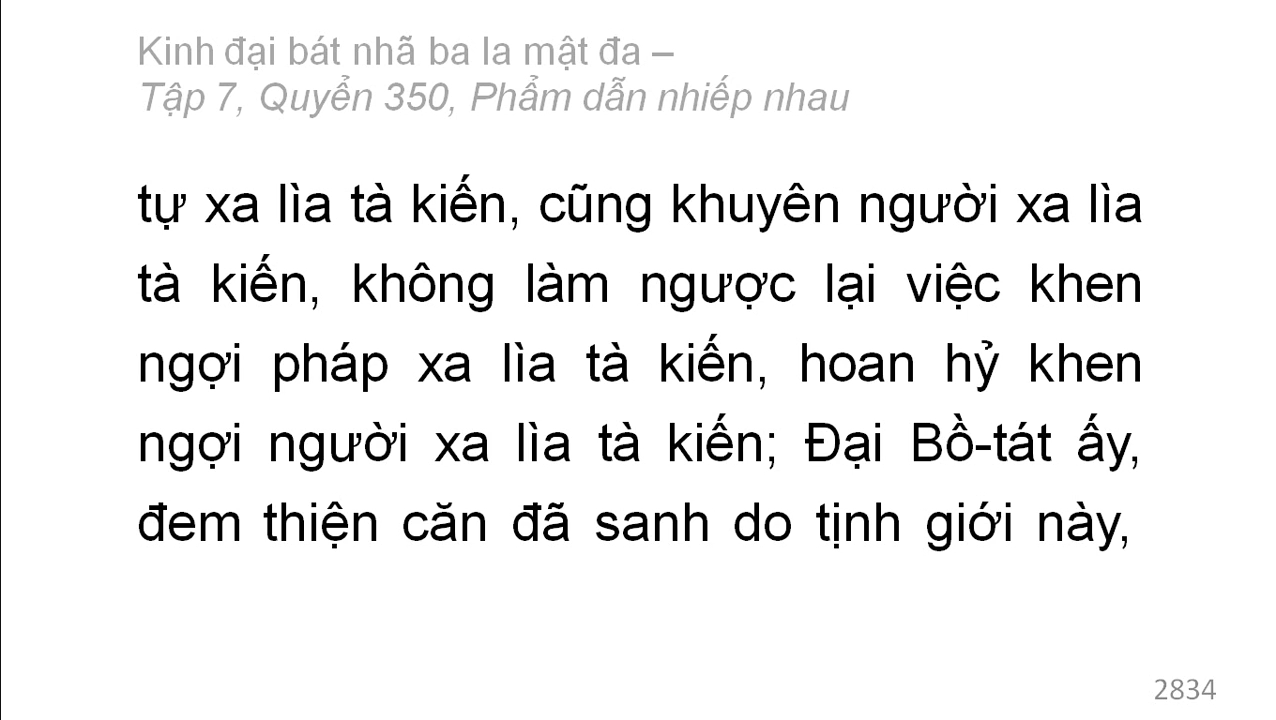 Kinh đại bát nhã ba la mật đa –
Tập 7, Quyển 350, Phẩm dẫn nhiếp nhau
tự xa lìa tà kiến, cũng khuyên người xa lìa
tà kiến, không làm ngược lại việc khen
ngợi pháp xa lìa tà kiến, hoan hỷ khen
ngợi người xa lìa tà kiến; Đại Bồ-tát ấy,
đem thiện căn đã sanh do tịnh giới này,
2834